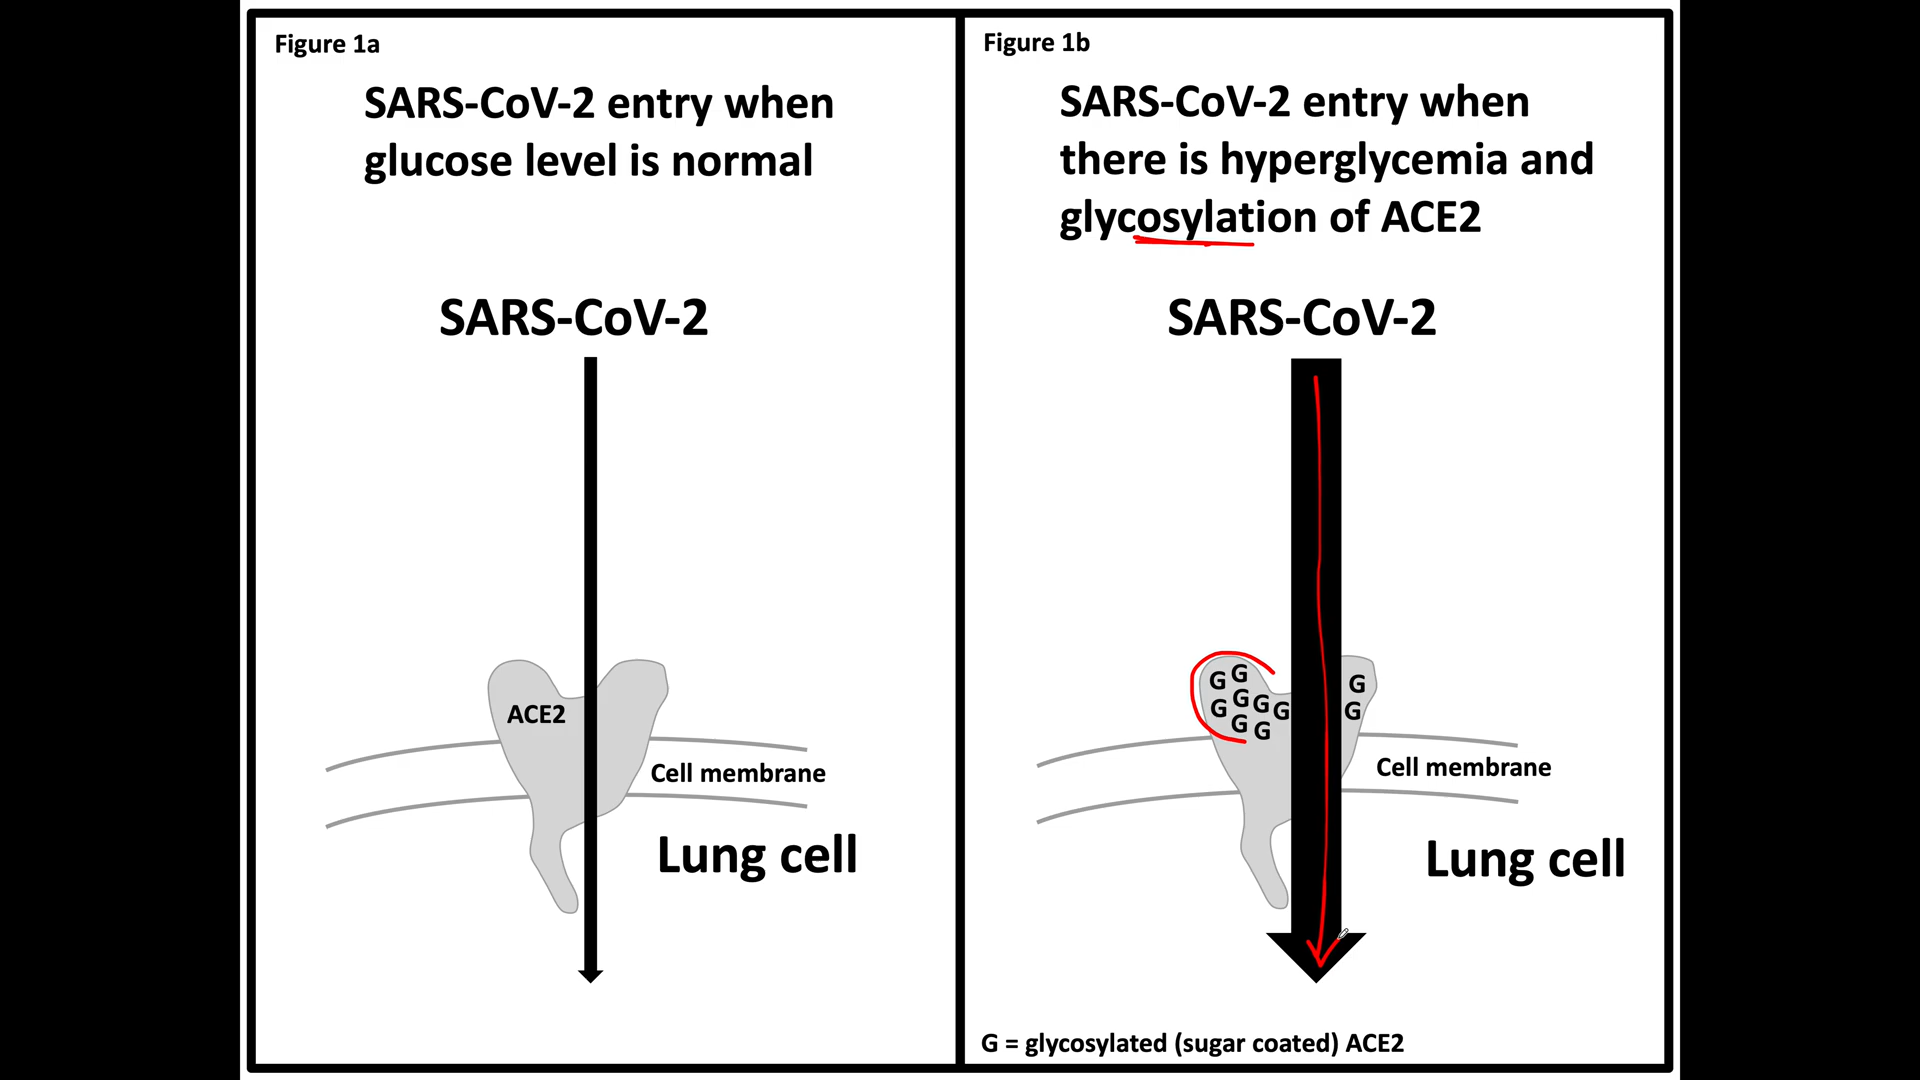 Figure 1a
SARS-CoV-2 entry when
glucose level is normal
SARS-CoV-2
ACE2
Cell membrane
Lung cell
Figure 1b
SARS-CoV-2 entry when
there is hyperglycemia and
glycosylation of ACE2
SARS-CoV-2
G G
G G G G
G G
G
G
Cell membrane
Lung cell
G = glycosylated (sugar coated) ACE2